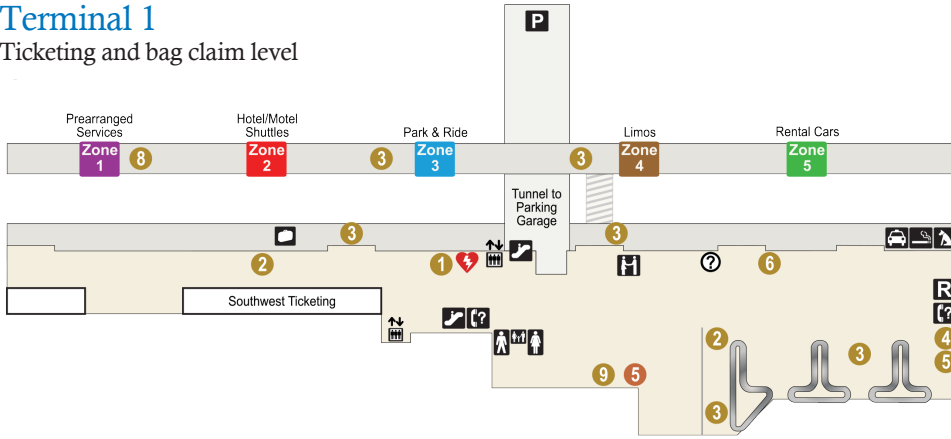 Terminal 1
Ticketing and bag claim level
P
Prearranged
Services
Hotel/Motel
Shuttles
Park & Ride
Limos
Rental Cars
Zone
1
8
Zone
2
3
Zone
3
3
Zone
4
Zone
5
Tunnel to
Parking
Garage
3
3
2
1
?
6
Southwest Ticketing
?
R
?
2
3
4
5
9
5
3